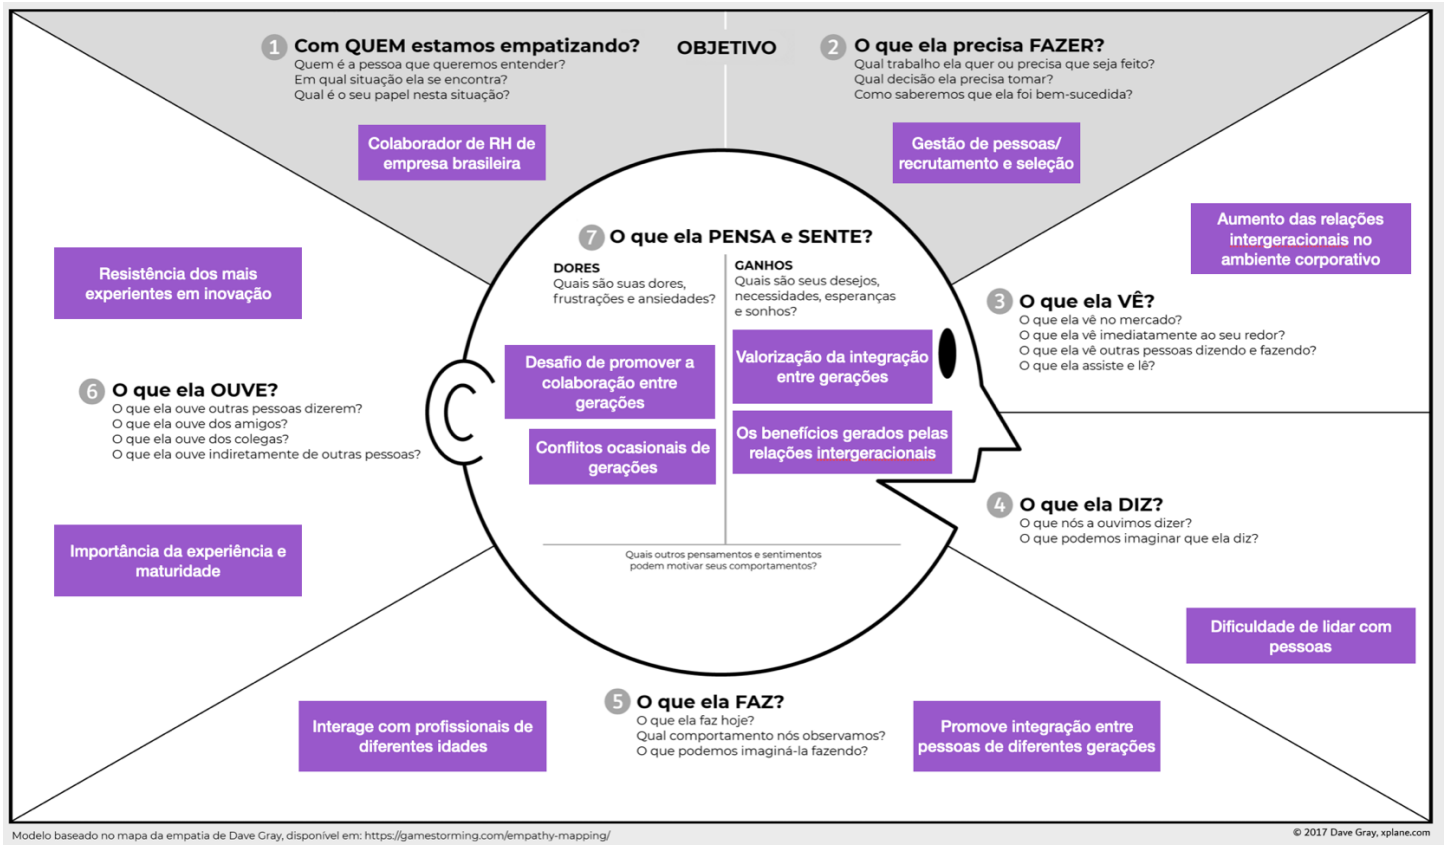 1 Com QUEM estamos empatizando?
Quem é a pessoa que queremos entender?
Em qual situação ela se encontra?
Qual é o seu papel nesta situação?
Colaborador de RH de
empresa brasileira
OBJETIVO
2 O que ela precisa FAZER?
Qual trabalho ela quer ou precisa que seja feito?
Qual decisão ela precisa tomar?
Como saberemos que ela foi bem-sucedida?
Gestão de pessoas/
recrutamento e seleção
Aumento das relações
intergeracionais no
ambiente corporativo
3 O que ela VÊ?
O que ela vê no mercado?
O que ela vê imediatamente ao seu redor?
O que ela vê outras pessoas dizendo e fazendo?
O que ela assiste e lê?
4 O que ela DIZ?
O que nós a ouvimos dizer?
O que podemos imaginar que ela diz?
Dificuldade de lidar com
pessoas
5 O que ela FAZ?
O que ela faz hoje?
Qual comportamento nós observamos?
O que podemos imaginá-la fazendo?
Interage com profissionais de
diferentes idades
Promove integração entre
pessoas de diferentes gerações
Resistência dos mais
experientes em inovação
6 O que ela OUVE?
O que ela ouve outras pessoas dizerem?
O que ela ouve dos amigos?
O que ela ouve dos colegas?
O que ela ouve indiretamente de outras pessoas?
Importância da experiência e
maturidade
7 O que ela PENSA e SENTE?
DORES
Quais são suas dores,
frustrações e ansiedades?
Desafio de promover a
colaboração entre
gerações
Conflitos ocasionais de
gerações
GANHOS
Quais são seus desejos,
necessidades, esperanças
e sonhos?
Valorização da integração
entre gerações
Os benefícios gerados pelas
relações intergeracionais
Quais outros pensamentos e sentimentos
podem motivar seus comportamentos?
Modelo baseado no mapa da empatia de Dave Gray, disponível em: https://gamestorming.com/empathy-mapping/
© 2017 Dave Gray, xplane.com